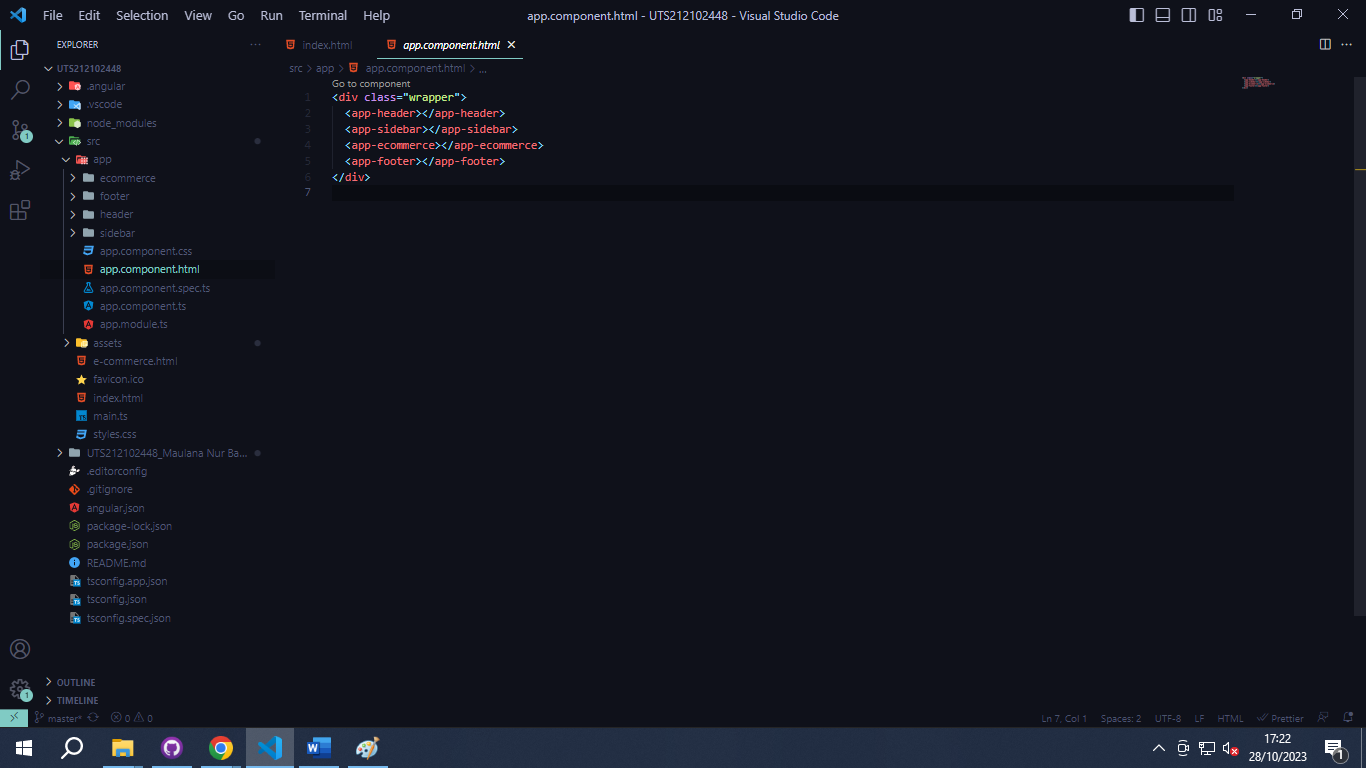 File Edit Selection View Go Run Terminal Help app.component.html - UTS212102448 - Visual Studio Code
EXPLORER
index.html app.component.html
UTS212102448
src > app > app.component.html > ...
.angular
.vscode
node_modules
src
app
ecommerce
footer
header
sidebar
app.component.css
app.component.html
app.component.spec.ts
app.component.ts
app.module.ts
assets
e-commerce.html
favicon.ico
index.html
main.ts
styles.css
UTS212102448_Maulana Nur Ba...
.editorconfig
.gitignore
angular.json
package-lock.json
package.json
README.md
tsconfig.app.json
tsconfig.json
tsconfig.spec.json
OUTLINE
TIMELINE
Go to component
1 <div class="wrapper">
2 <app-header></app-header>
3 <app-sidebar></app-sidebar>
4 <app-ecommerce></app-ecommerce>
5 <app-footer></app-footer>
6 </div>
7
1
1
master* 0 0 Ln 7, Col 1 Spaces: 2 UTF-8 LF HTML Prettier
17:22
28/10/2023
1